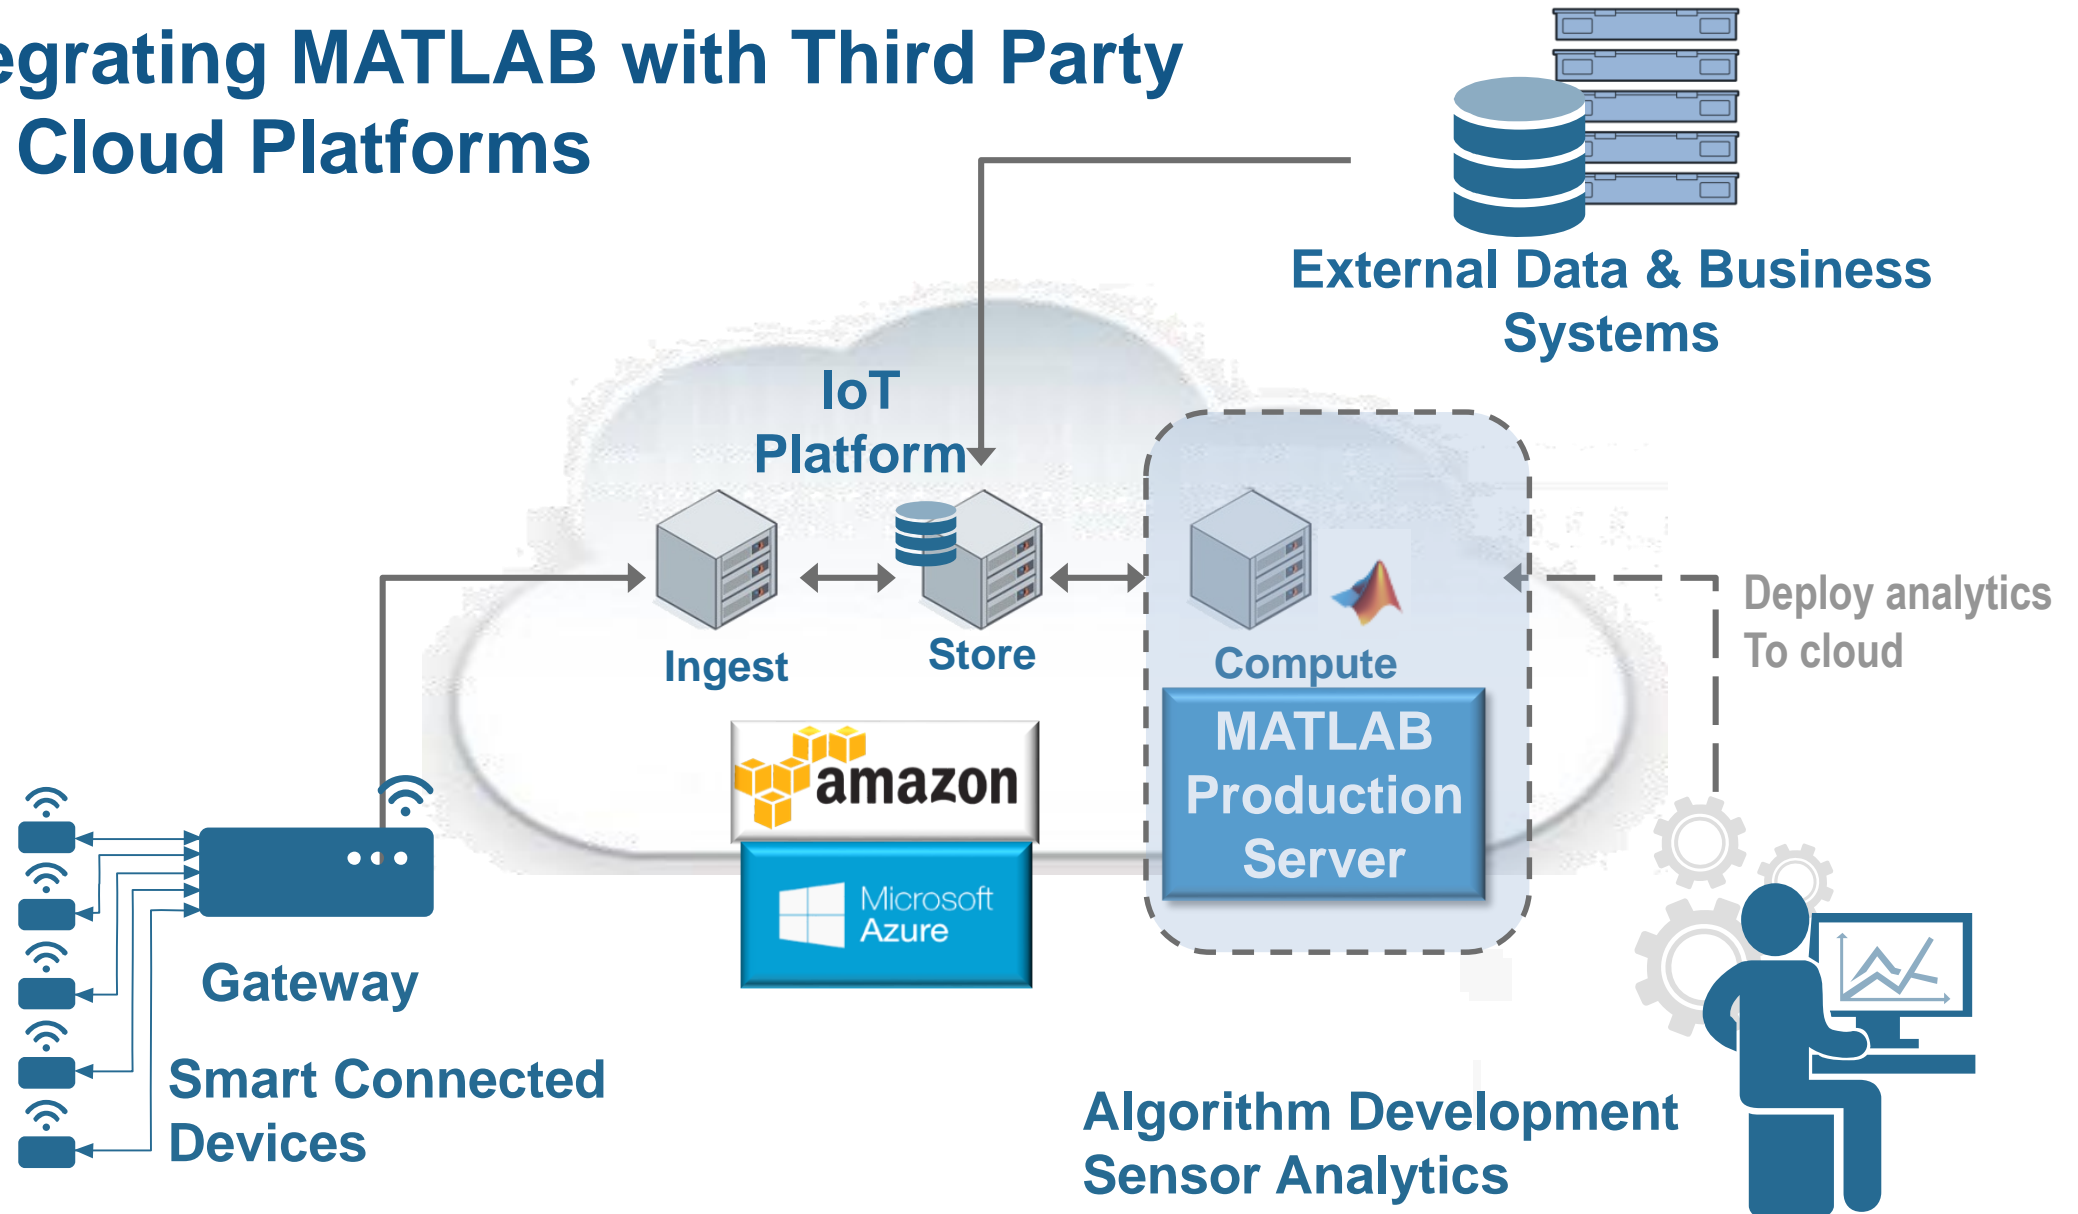 egrating MATLAB with Third Party
Cloud Platforms
External Data & Business
Systems
IoT
Platform
Ingest
Store
Compute
Deploy analytics
To cloud
MATLAB
Production
Server
amazon
Microsoft
Azure
Gateway
Smart Connected
Devices
Algorithm Development
Sensor Analytics